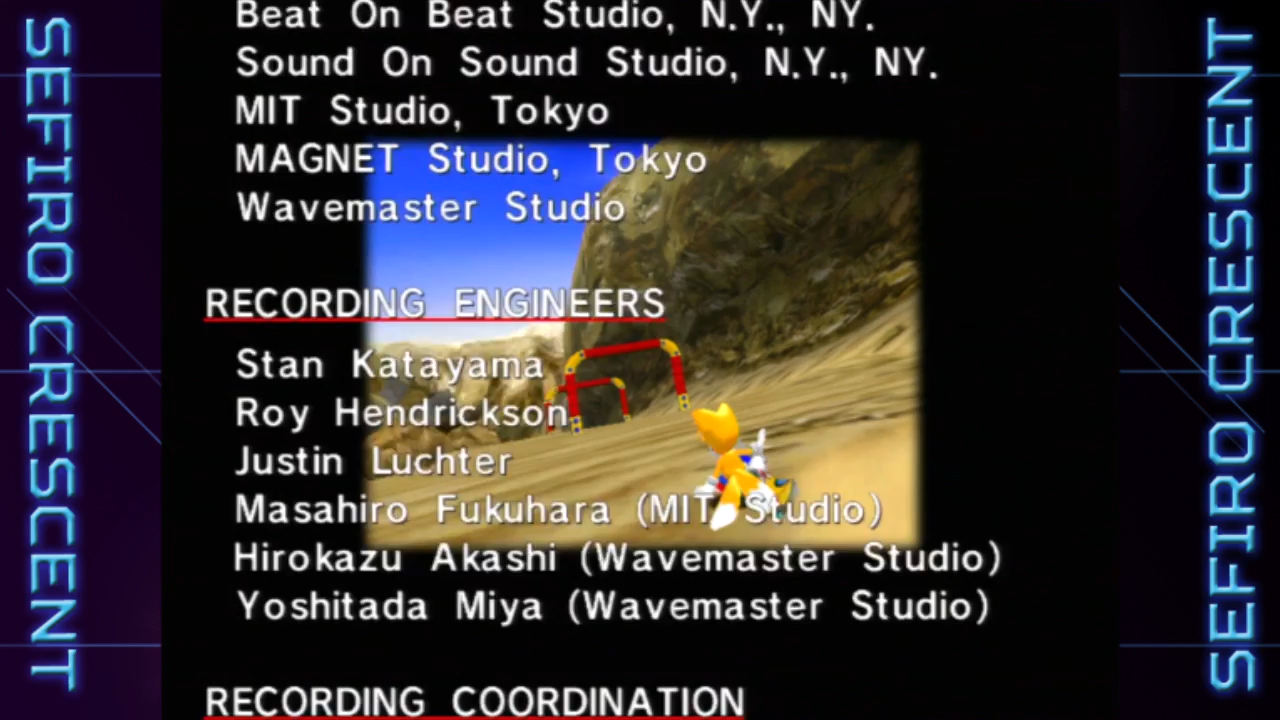 SEFIRO CRESCENT
Beat On Beat Studio, N.Y., NY.
Sound On Sound Studio, N.Y., NY.
MIT Studio, Tokyo
MAGNET Studio, Tokyo
Wavemaster Studio
RECORDING ENGINEERS
Stan Katayama
Roy Hendrickson
Justin Luchter
Masahiro Fukuhara (MIT Studio)
Hirokazu Akashi (Wavemaster Studio)
Yoshitada Miya (Wavemaster Studio)
RECORDING COORDINATION
SEFIRO CRESCENT